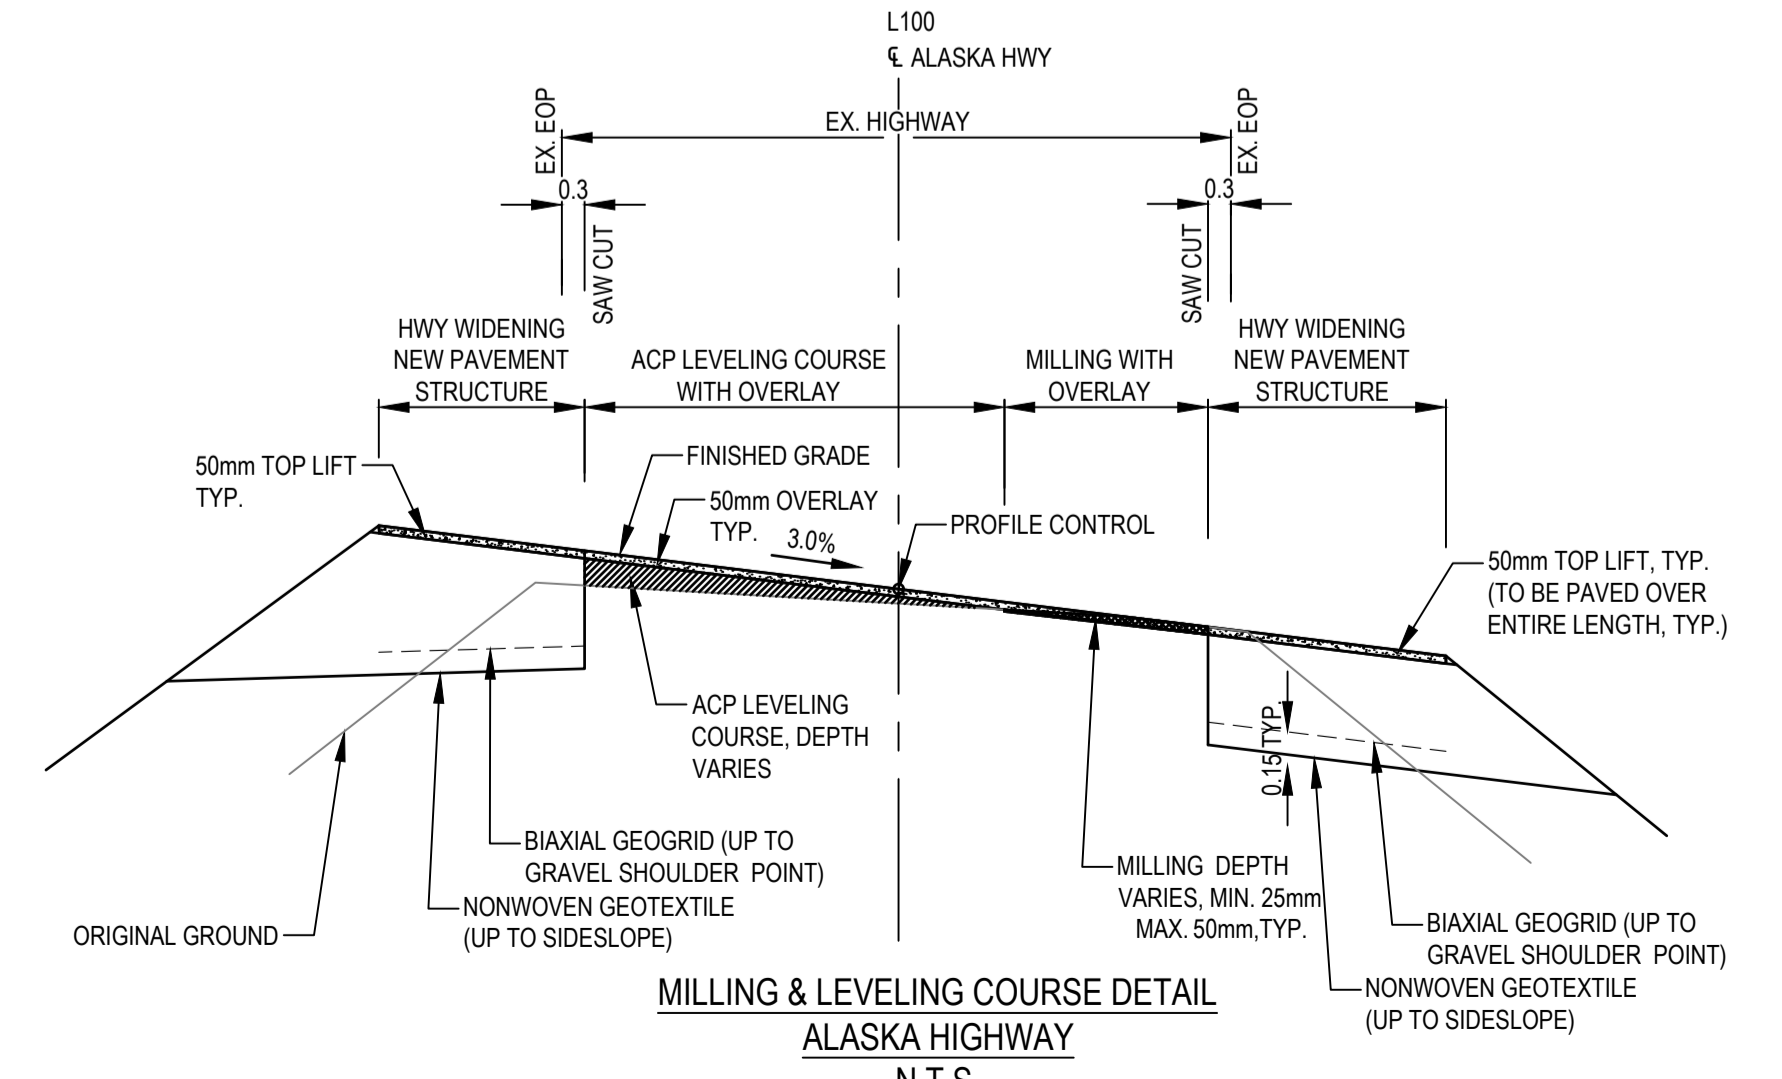 L100
℄ ALASKA HWY
EX. EOP
EX. HIGHWAY
EX. EOP
0.3
0.3
SAW CUT
SAW CUT
HWY WIDENING
NEW PAVEMENT
STRUCTURE
ACP LEVELING COURSE
WITH OVERLAY
MILLING WITH
OVERLAY
HWY WIDENING
NEW PAVEMENT
STRUCTURE
50mm TOP LIFT
TYP.
FINISHED GRADE
50mm OVERLAY
TYP.
3.0%
PROFILE CONTROL
50mm TOP LIFT, TYP.
(TO BE PAVED OVER
ENTIRE LENGTH, TYP.)
ACP LEVELING
COURSE, DEPTH
VARIES
0.15 TYP.
BIAXIAL GEOGRID (UP TO
GRAVEL SHOULDER POINT)
NONWOVEN GEOTEXTILE
(UP TO SIDESLOPE)
ORIGINAL GROUND
MILLING DEPTH
VARIES, MIN. 25mm
MAX. 50mm,TYP.
BIAXIAL GEOGRID (UP TO
GRAVEL SHOULDER POINT)
NONWOVEN GEOTEXTILE
(UP TO SIDESLOPE)
MILLING & LEVELING COURSE DETAIL
ALASKA HIGHWAY
N.T.S.